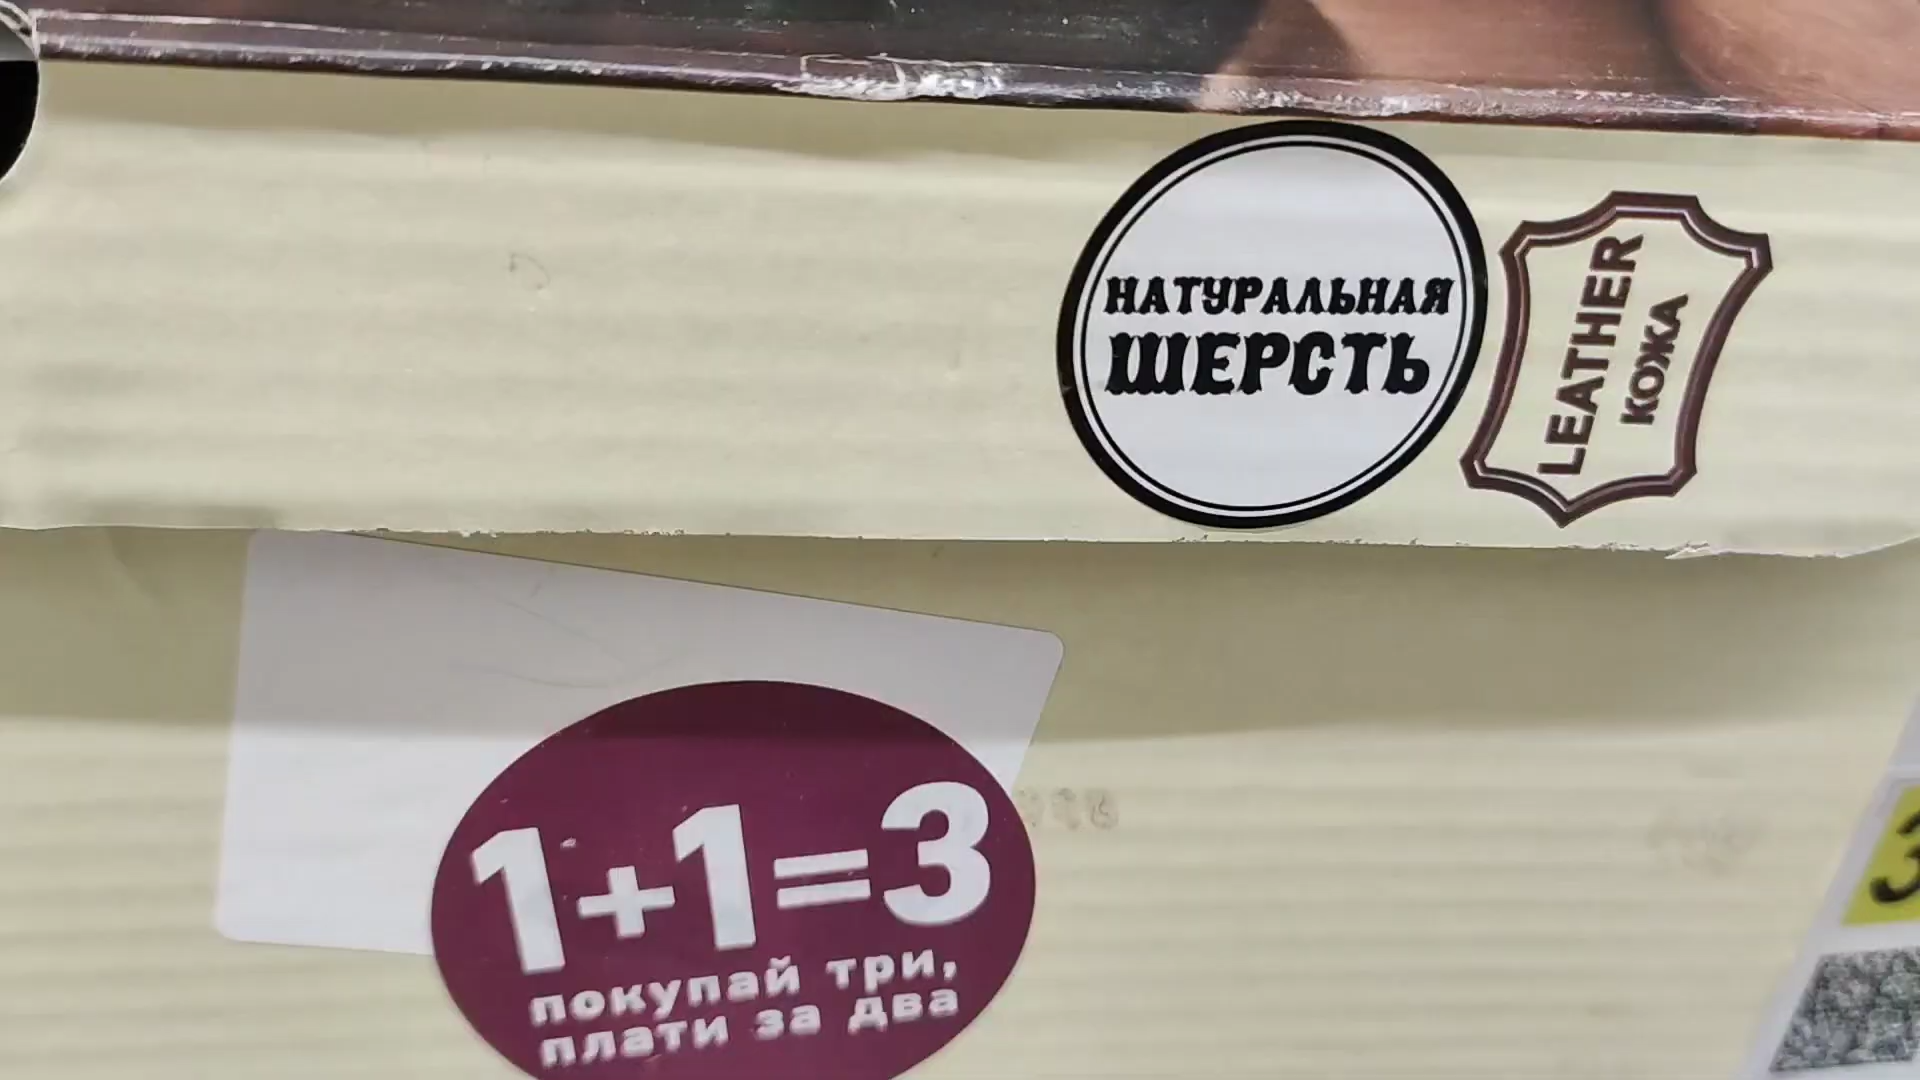 НАТУРАЛЬНАЯ
ШЕРСТЬ
LEATHER
КОЖА
1+1=3
покупай три,
плати за два